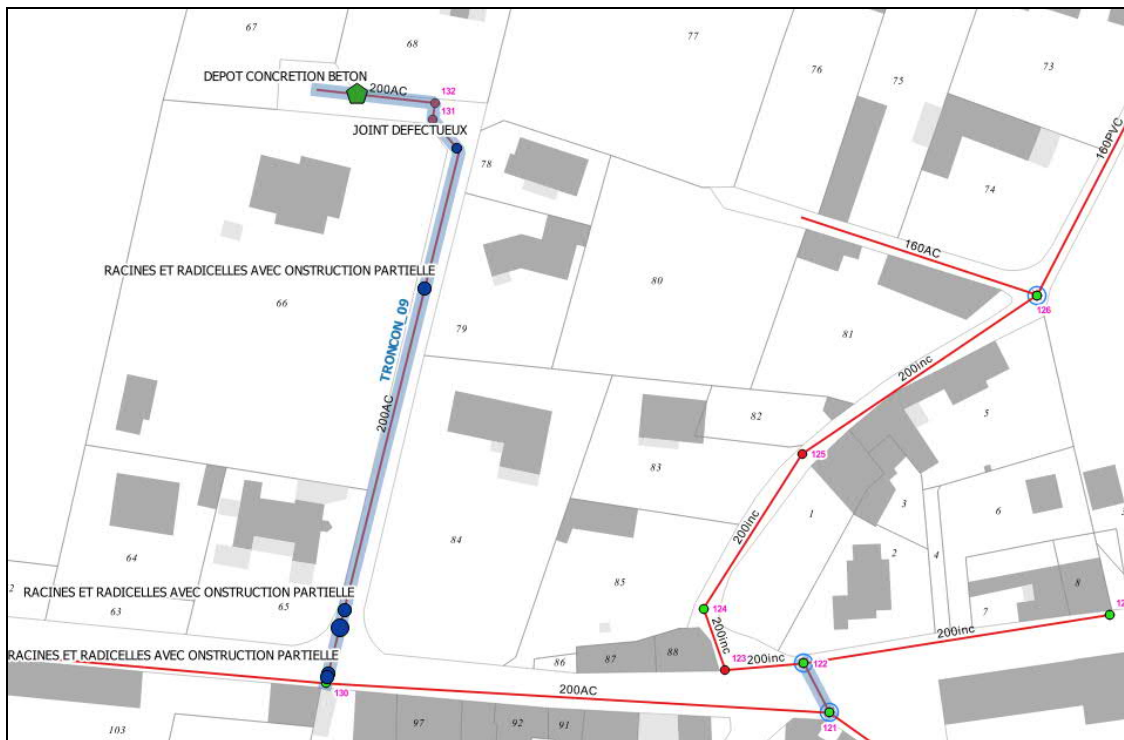 67
68
77
76
75
73
DEPOT CONCRETION BETON
200AC
132
131
JOINT DEFECTUEUX
78
160PVC
74
160AC
RACINES ET RADICELLES AVEC ONSTRUCTION PARTIELLE
80
66
TRONCON_09
79
126
81
200inc
200AC
82
5
125
83
3
1
6
84
200inc
64
2
4
85
8
RACINES ET RADICELLES AVEC ONSTRUCTION PARTIELLE
63
65
124
7
200inc
200inc
RACINES ET RADICELLES AVEC ONSTRUCTION PARTIELLE
86
87
88
123
200inc
122
130
200AC
103
97
92
91
121